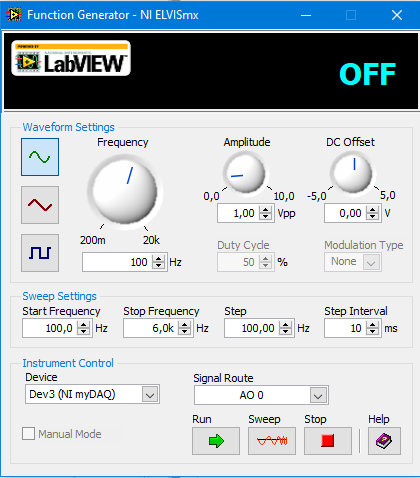 Function Generator - NI ELVISmx
POWERED BY
NATIONAL INSTRUMENTS
LabVIEW™
OFF
Waveform Settings
Frequency
Amplitude
DC Offset
200m 20k
0,0 10,0
-5,0 5,0
100 Hz
1,00 Vpp
0,00 V
Duty Cycle
Modulation Type
50 %
None
Sweep Settings
Start Frequency Stop Frequency Step Step Interval
100,0 Hz 6,0k Hz 100,00 Hz 10 ms
Instrument Control
Device
Signal Route
Dev3 (NI myDAQ)
AO 0
Run Sweep Stop Help
Manual Mode